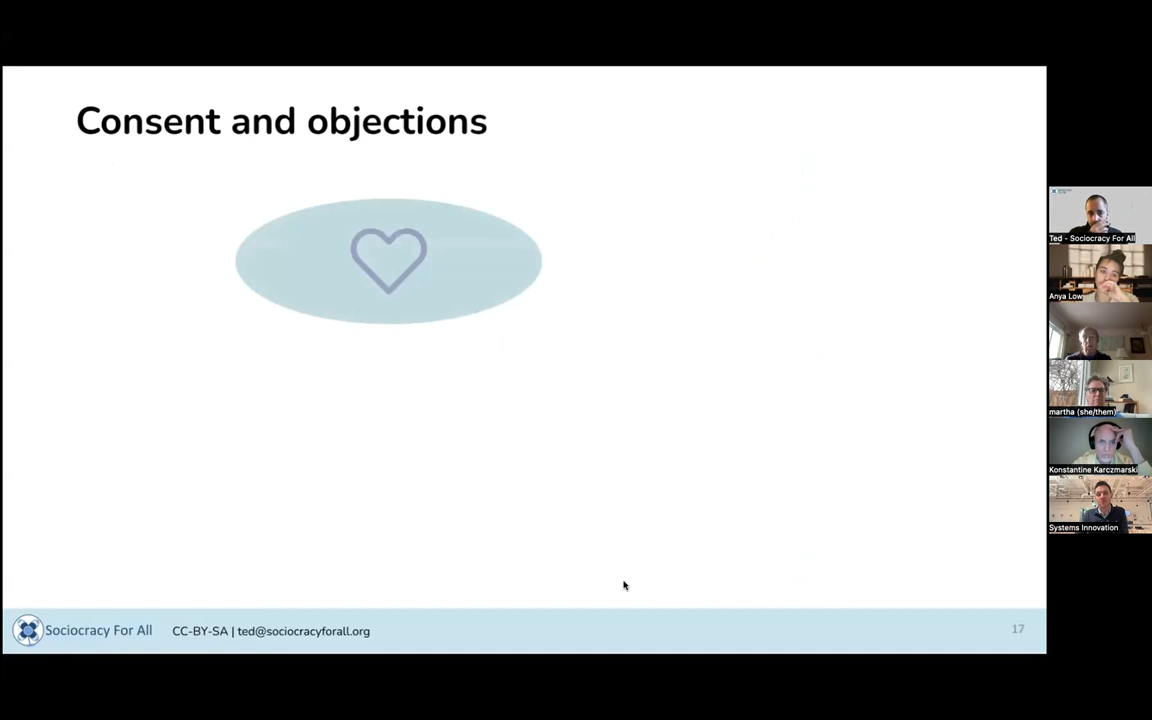 Consent and objections
Ted - Sociocracy For All
Anya Low
martha (she/them)
Konstantine Karczmarski
Systems Innovation
Sociocracy For All
CC-BY-SA | ted@sociocracyforall.org
17